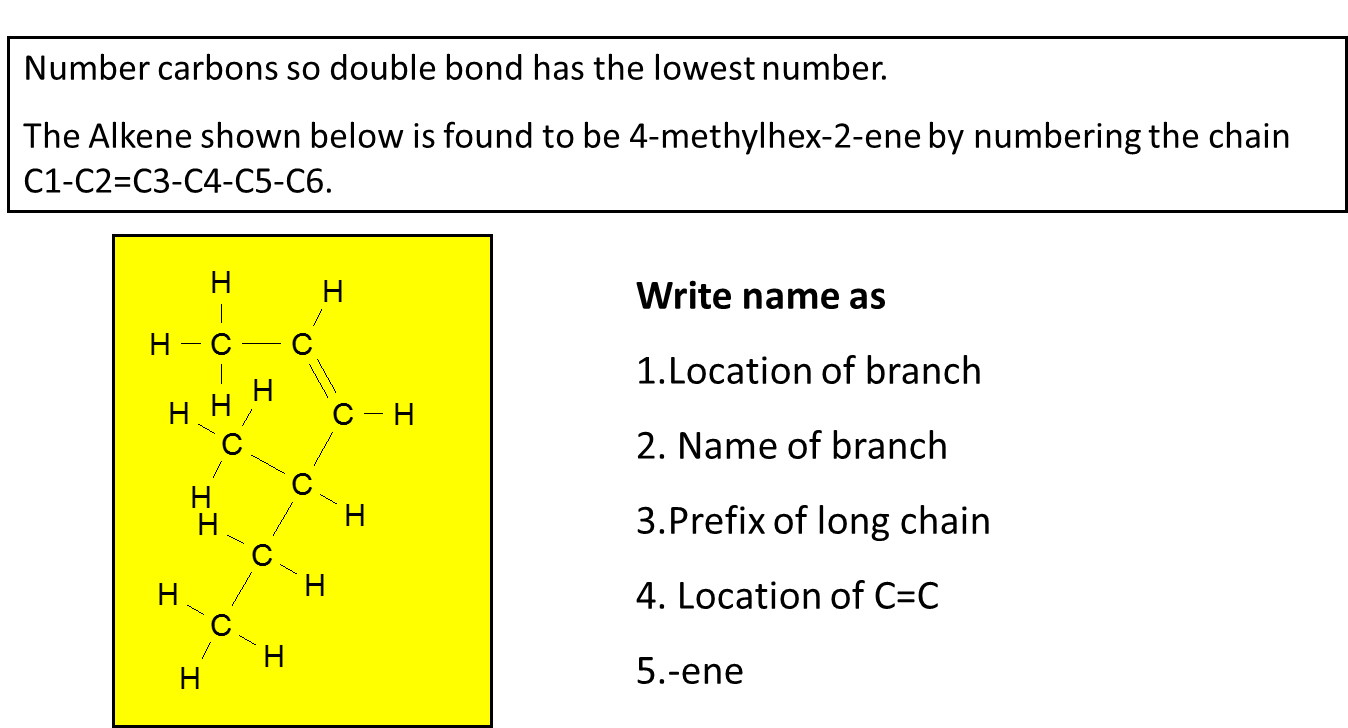 Number carbons so double bond has the lowest number.
The Alkene shown below is found to be 4-methylhex-2-ene by numbering the chain
C1-C2=C3-C4-C5-C6.
H
H
H C C
H
H H
C H
C
H
C
H
H
C
H
H
C
H
H
Write name as
1.Location of branch
2. Name of branch
3.Prefix of long chain
4. Location of C=C
5.-ene